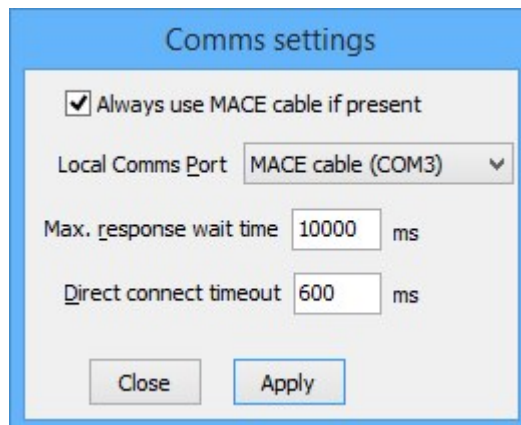 Comms settings
Always use MACE cable if present
Local Comms Port MACE cable (COM3)
Max. response wait time 10000 ms
Direct connect timeout 600 ms
Close Apply